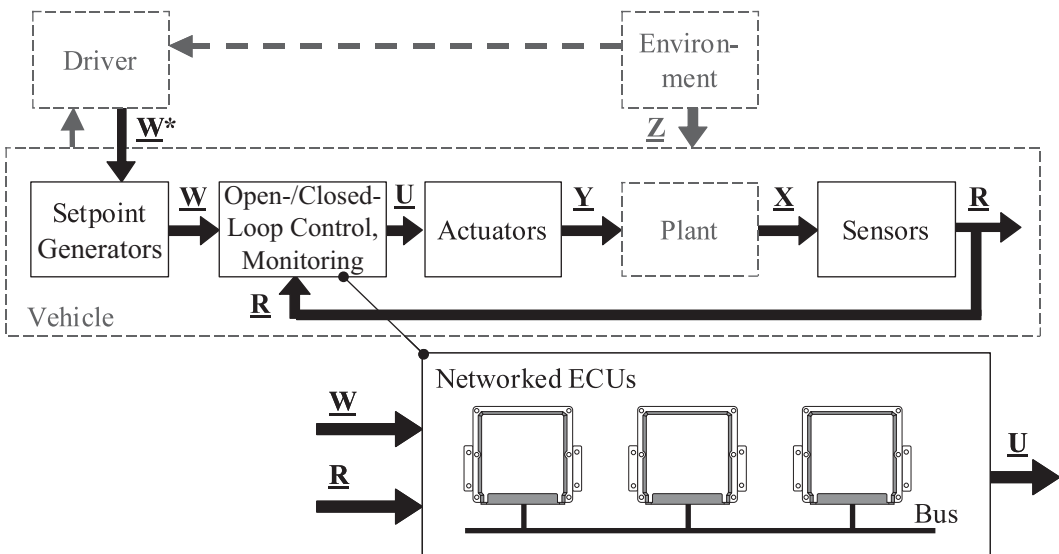 Driver
Environ-
ment
W*
Z
W
Open-/Closed-
Loop Control,
Monitoring
U
Y
X
R
Setpoint
Generators
Actuators
Plant
Sensors
R
Vehicle
Networked ECUs
W
R
U
Bus